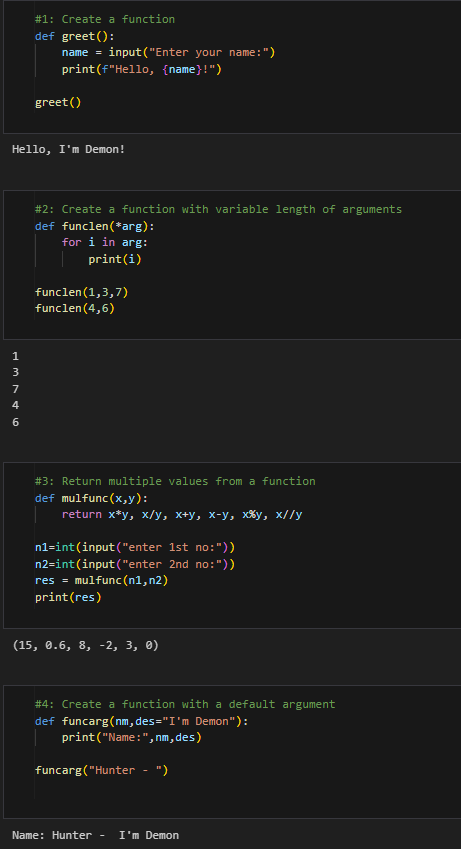 #1: Create a function
def greet():
    name = input("Enter your name:")
    print(f"Hello, {name}!")
greet()
Hello, I'm Demon!
#2: Create a function with variable length of arguments
def funclen(*arg):
    for i in arg:
        print(i)
funclen(1,3,7)
funclen(4,6)
1
3
7
4
6
#3: Return multiple values from a function
def mulfunc(x,y):
    return x*y, x/y, x+y, x-y, x%y, x//y
n1=int(input("enter 1st no:"))
n2=int(input("enter 2nd no:"))
res = mulfunc(n1,n2)
print(res)
(15, 0.6, 8, -2, 3, 0)
#4: Create a function with a default argument
def funcarg(nm,des="I'm Demon"):
    print("Name:",nm,des)
funcarg("Hunter - ")
Name: Hunter -  I'm Demon